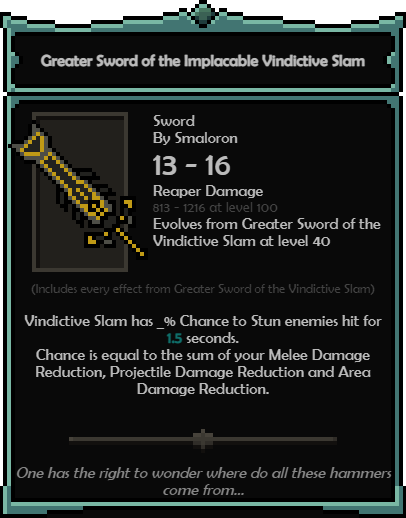 Greater Sword of the Implacable Vindictive Slam
Sword
By Smaloron
13 - 16
Reaper Damage
813 - 1216 at level 100
Evolves from Greater Sword of the
Vindictive Slam at level 40
(Includes every effect from Greater Sword of the Vindictive Slam)
Vindictive Slam has _% Chance to Stun enemies hit for
1.5 seconds.
Chance is equal to the sum of your Melee Damage
Reduction, Projectile Damage Reduction and Area
Damage Reduction.
One has the right to wonder where do all these hammers
come from...